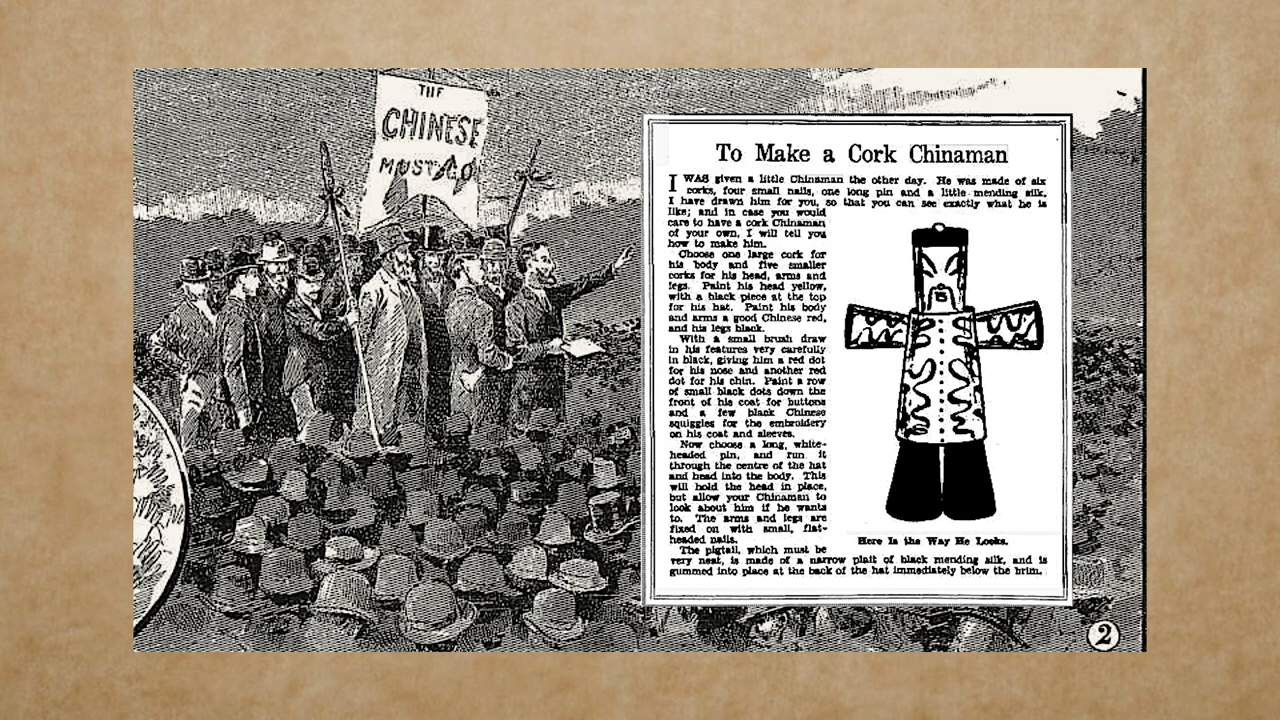 THE
CHINESE
MUST GO
To Make a Cork Chinaman
I WAS given a little Chinaman the other day. He was made of six
corks, four small nails, one long pin and a little mending silk.
I have drawn him for you, so that you can see exactly what he is
like; and in case you would
care to have a cork Chinaman
of your own, I will tell you
how to make him.
Choose one large cork for
his body and five smaller
corks for his head, arms and
legs. Paint his head yellow,
with a black piece at the top
for his hat. Paint his body
and arms a good Chinese red,
and his legs black.
With a small brush draw
in his features very carefully
in black, giving him a red dot
for his nose and another red
dot for his chin. Paint a row
of small black dots down the
front of his coat for buttons
and a few black Chinese
squiggles for the embroidery
on his coat and sleeves.
Now choose a long, white-
headed pin, and run it
through the centre of the hat
and head into the body. This
will hold the head in place,
but allow your Chinaman to
look about him if he wants
to. The arms and legs are
fixed on with small, flat-
headed nails.
The pigtail, which must be
very neat, is made of a narrow plait of black mending silk, and is
gummed into place at the back of the hat immediately below the brim.
Here Is the Way He Looks.
2